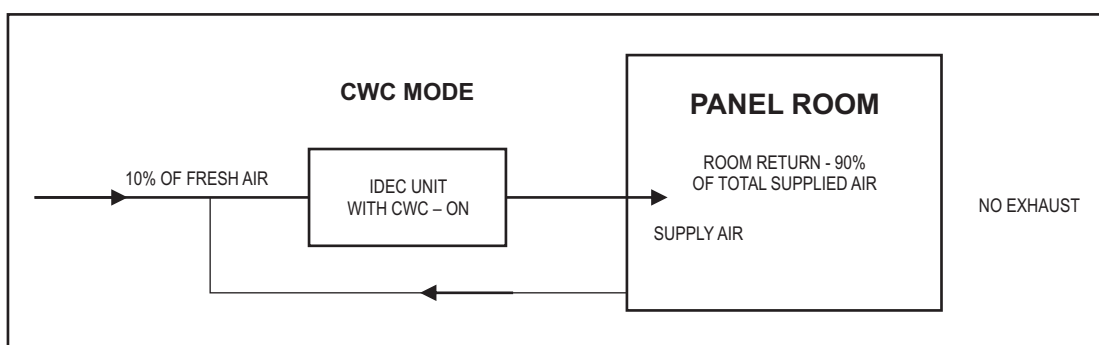 CWC MODE
PANEL ROOM
10% OF FRESH AIR
IDEC UNIT
WITH CWC – ON
ROOM RETURN - 90%
OF TOTAL SUPPLIED AIR
SUPPLY AIR
NO EXHAUST